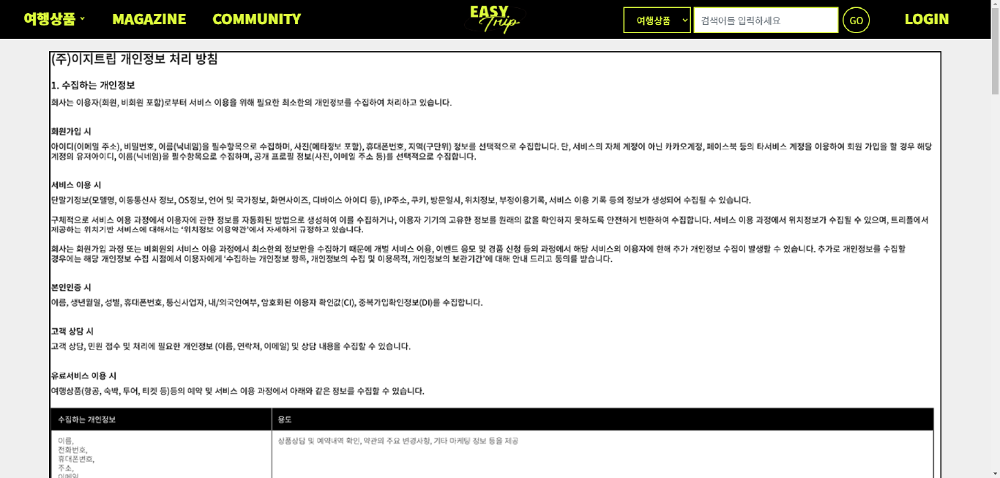 여행상품
MAGAZINE
COMMUNITY
EASY
Trip
여행상품
검색어를 입력하세요
GO
LOGIN
(주)이지트립 개인정보 처리 방침
1. 수집하는 개인정보
회사는 이용자(회원, 비회원 포함)로부터 서비스 이용을 위해 필요한 최소한의 개인정보를 수집하여 처리하고 있습니다.
회원가입 시
아이디(이메일 주소), 비밀번호, 이름(닉네임)을 필수항목으로 수집하며, 사진(메타정보 포함), 휴대폰번호, 지역(구단위) 정보를 선택적으로 수집합니다. 단, 서비스의 자체 계정이 아닌 카카오계정, 페이스북 등의 타서비스 계정을 이용하여 회원 가입을 할 경우 해당
계정의 유저아이디, 이름(닉네임)을 필수항목으로 수집하며, 공개 프로필 정보(사진, 이메일 주소 등)를 선택적으로 수집합니다.
서비스 이용 시
단말기정보(모델명, 이동통신사 정보, OS정보, 언어 및 국가정보, 화면사이즈, 디바이스 아이디 등), IP주소, 쿠키, 방문일시, 위치정보, 부정이용기록, 서비스 이용 기록 등의 정보가 생성되어 수집될 수 있습니다.
구체적으로 서비스 이용 과정에서 이용자에 관한 정보를 자동화된 방법으로 생성하여 이를 수집하거나, 이용자 기기의 고유한 정보를 원래의 값을 확인하지 못하도록 안전하게 변환하여 수집합니다. 서비스 이용 과정에서 위치정보가 수집될 수 있으며, 트리플에서
제공하는 위치기반 서비스에 대해서는 ‘위치정보 이용약관’에서 자세하게 규정하고 있습니다.
회사는 회원가입 과정 또는 비회원의 서비스 이용 과정에서 최소한의 정보만을 수집하기 때문에 개별 서비스 이용, 이벤트 응모 및 경품 신청 등의 과정에서 해당 서비스의 이용자에 한해 추가 개인정보 수집이 발생할 수 있습니다. 추가로 개인정보를 수집할
경우에는 해당 개인정보 수집 시점에서 이용자에게 ‘수집하는 개인정보 항목, 개인정보의 수집 및 이용목적, 개인정보의 보관기간’에 대해 안내 드리고 동의를 받습니다.
본인인증 시
이름, 생년월일, 성별, 휴대폰번호, 통신사업자, 내/외국인여부, 암호화된 이용자 확인값(CI), 중복가입확인정보(DI)를 수집합니다.
고객 상담 시
고객 상담, 민원 접수 및 처리에 필요한 개인정보 (이름, 연락처, 이메일) 및 상담 내용을 수집할 수 있습니다.
유료서비스 이용 시
여행상품(항공, 숙박, 투어, 티켓 등)등의 예약 및 서비스 이용 과정에서 아래와 같은 정보를 수집할 수 있습니다.
수집하는 개인정보
용도
이름,
상품상담 및 예약내역 확인, 약관의 주요 변경사항, 기타 마케팅 정보 등을 제공
전화번호,
휴대폰번호,
주소,
이메일